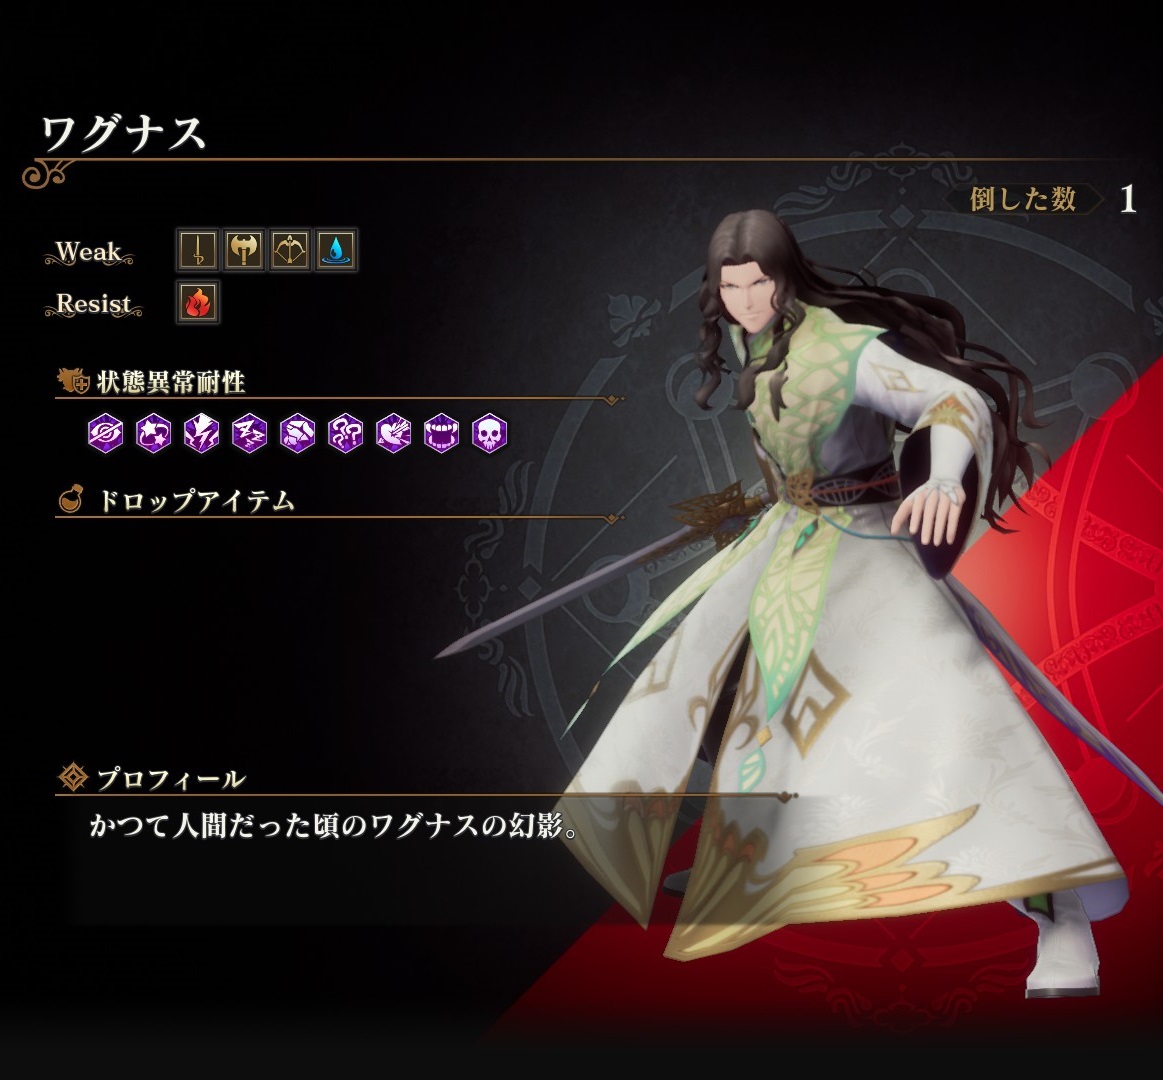 ワグナス
倒した数 1
Weak
Resist
状態異常耐性
ドロップアイテム
プロフィール
かつて人間だった頃のワグナスの幻影。